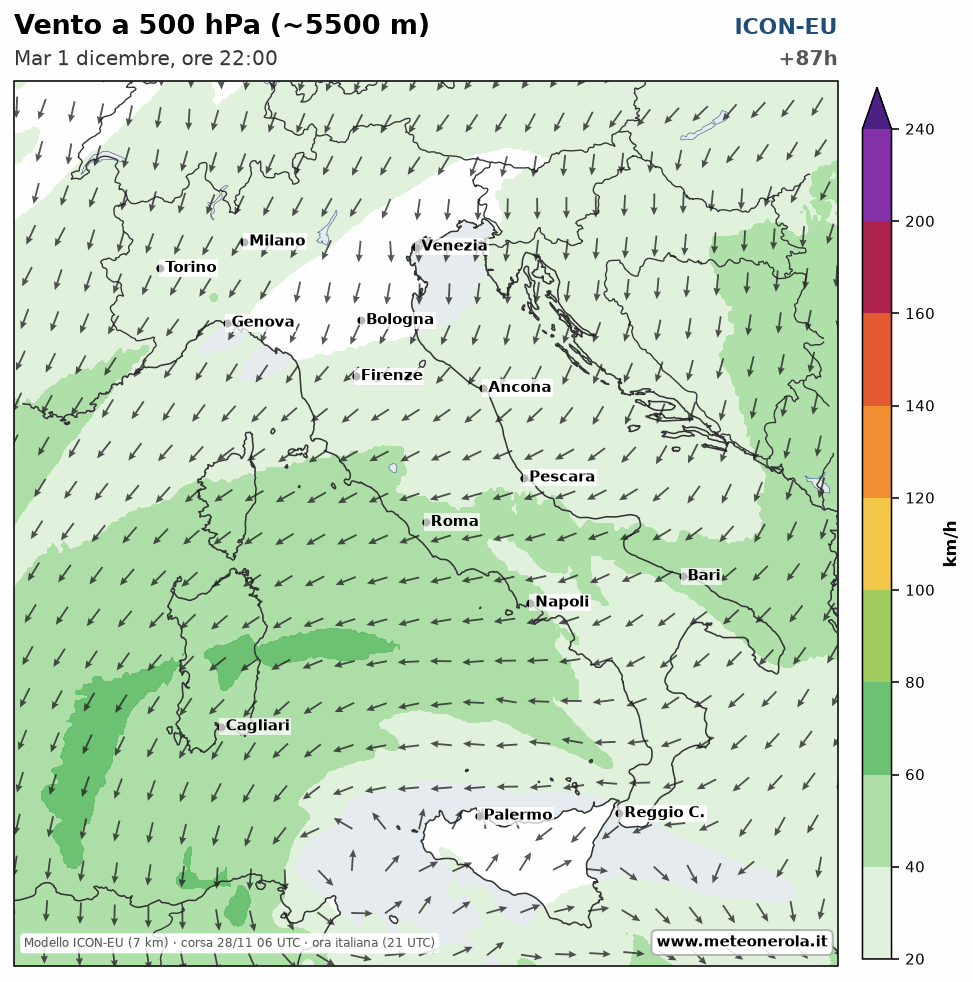 Vento a 500 hPa (~5500 m)
ICON-EU
Mar 1 dicembre, ore 22:00
+87h
Milano
Venezia
Torino
Genova
Bologna
Firenze
Ancona
Pescara
Roma
Bari
Napoli
Cagliari
Palermo
Reggio C.
240
200
160
140
120
100
80
60
40
20
km/h
Modello ICON-EU (7 km) · corsa 28/11 06 UTC · ora italiana (21 UTC)
www.meteonerola.it